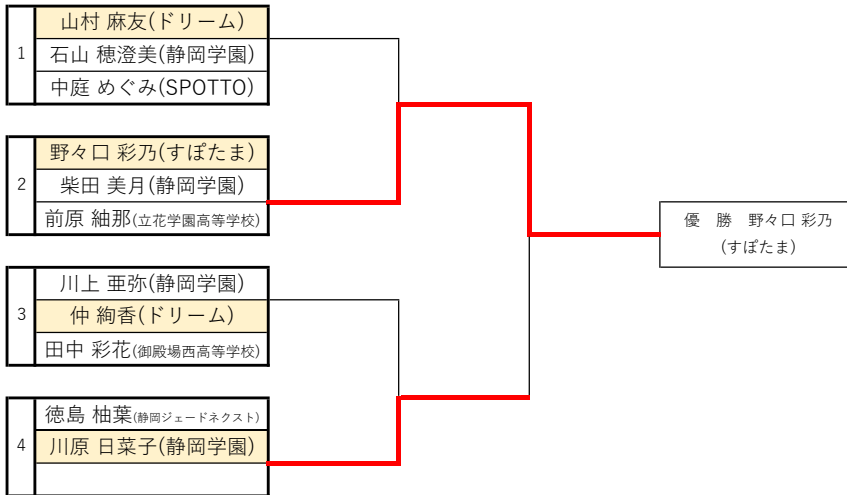 1
山村 麻友(ドリーム)
石山 穂澄美(静岡学園)
中庭 めぐみ(SPOTTO)
2
野々口 彩乃(すぽたま)
柴田 美月(静岡学園)
前原 紬那(立花学園高等学校)
優 勝 野々口 彩乃
(すぽたま)
3
川上 亜弥(静岡学園)
仲 絢香(ドリーム)
田中 彩花(御殿場西高等学校)
4
徳島 柚葉(静岡ジェードネクスト)
川原 日菜子(静岡学園)